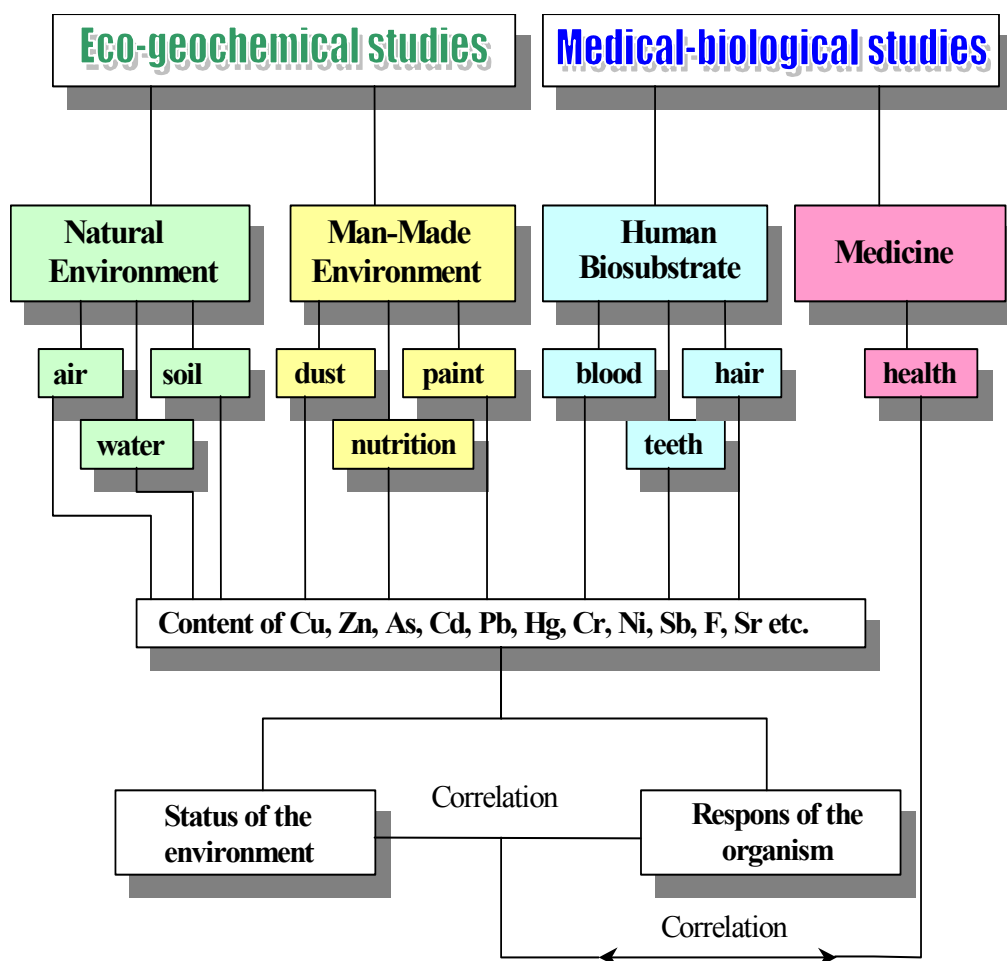 Eco-geochemical studies
Medical-biological studies
Natural
Environment
Man-Made
Environment
Human
Biosubstrate
Medicine
air
soil
water
dust
paint
nutrition
blood
hair
teeth
health
Content of Cu, Zn, As, Cd, Pb, Hg, Cr, Ni, Sb, F, Sr etc.
Status of the
environment
Correlation
Respons of the
organism
Correlation